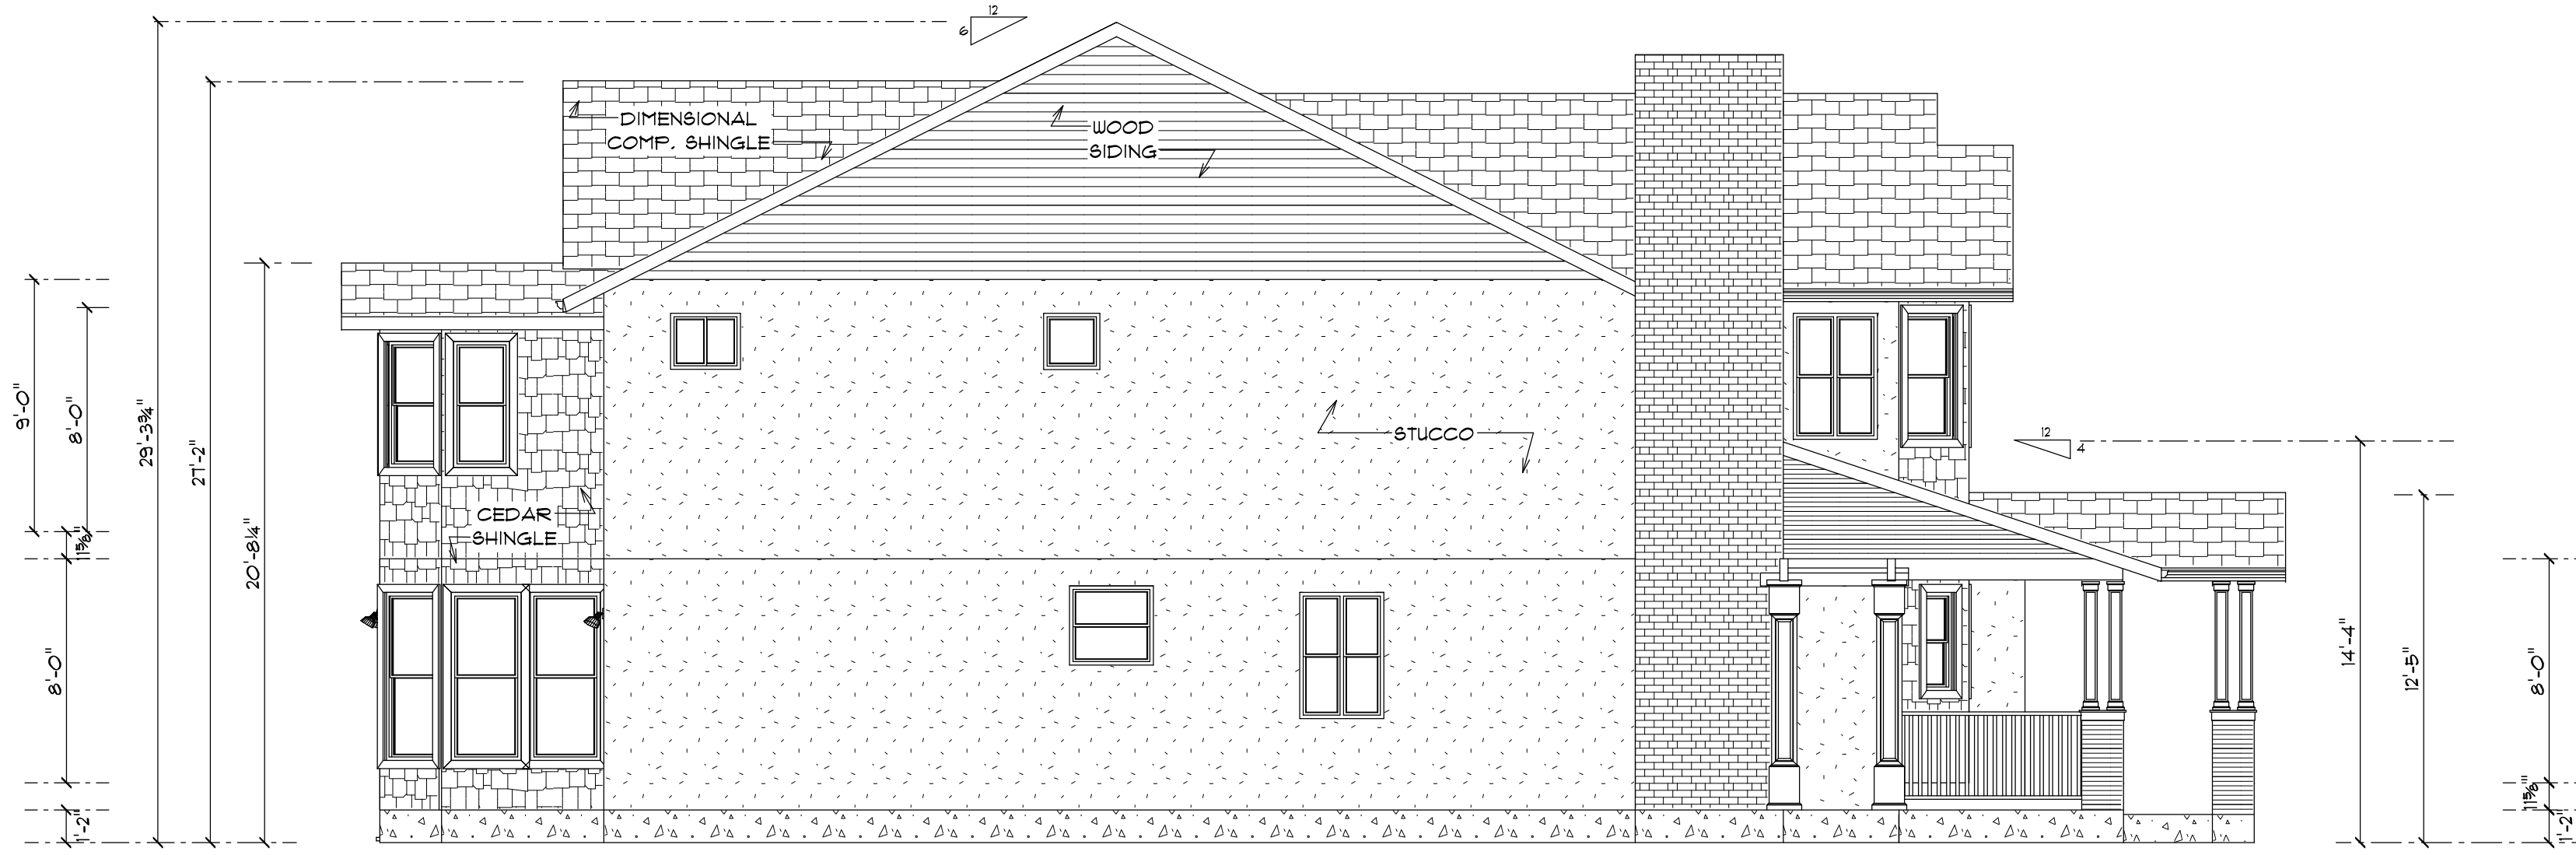 12
6
DIMENSIONAL
COMP. SHINGLE
WOOD
SIDING
9'-0"
8'-0"
29'-3¾"
27'-2"
20'-8¼"
STUCCO
12
4
CEDAR
SHINGLE
11⅝"
8'-0"
1'-2"
14'-4"
12'-5"
8'-0"
11⅝"
1'-2"